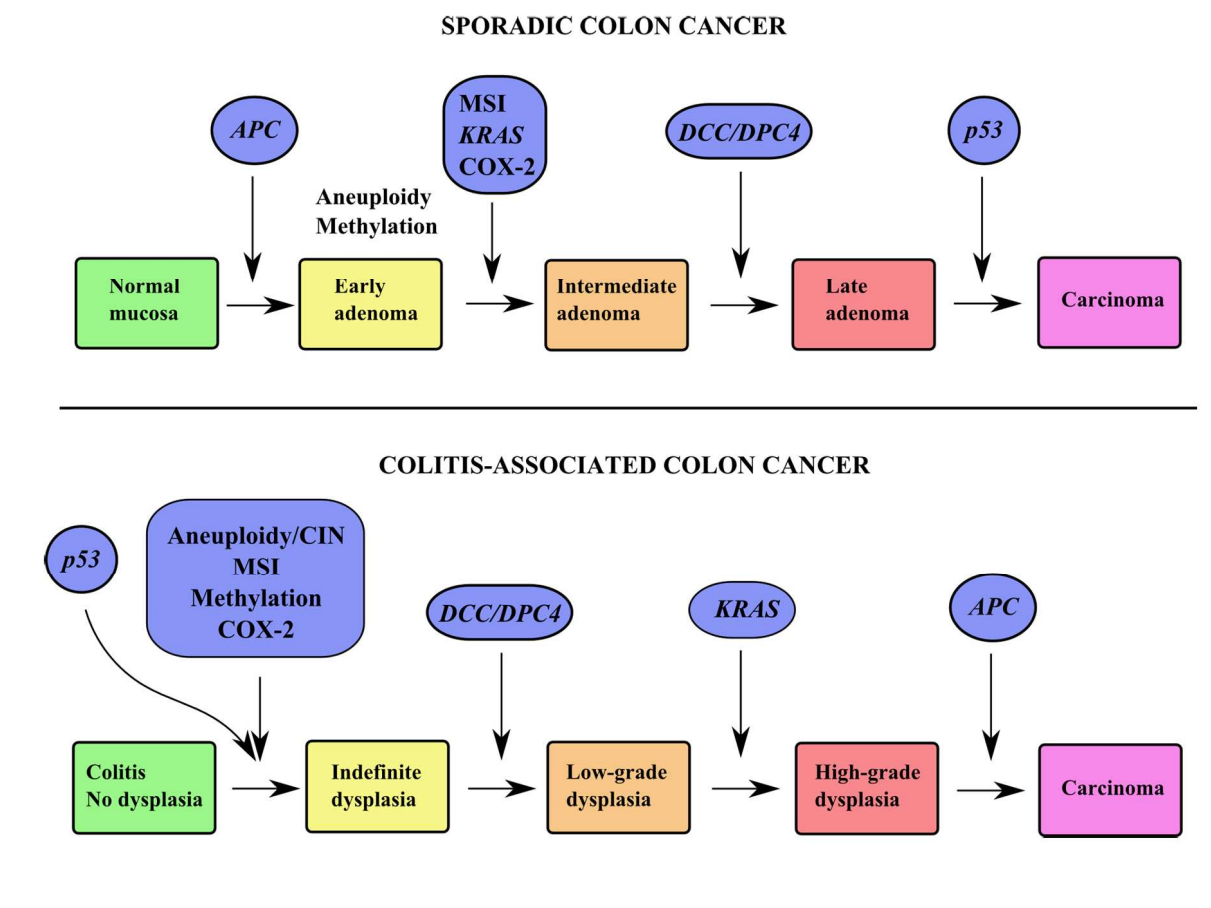 SPORADIC COLON CANCER
APC
MSI
KRAS
COX-2
DCC/DPC4
p53
Aneuploidy
Methylation
Normal
mucosa
Early
adenoma
Intermediate
adenoma
Late
adenoma
Carcinoma
COLITIS-ASSOCIATED COLON CANCER
p53
Aneuploidy/CIN
MSI
Methylation
COX-2
DCC/DPC4
KRAS
APC
Colitis
No dysplasia
Indefinite
dysplasia
Low-grade
dysplasia
High-grade
dysplasia
Carcinoma